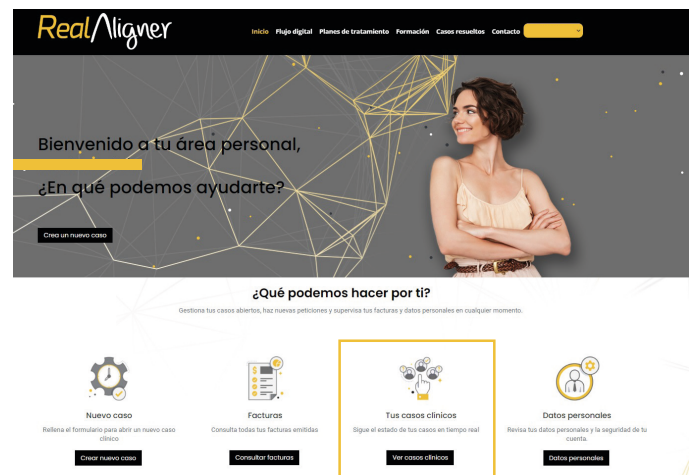 RealAligner
Inicio Flujo digital Planes de tratamiento Formación Casos resueltos Contacto
Bienvenido a tu área personal,
¿En qué podemos ayudarte?
Crea un nuevo caso
¿Qué podemos hacer por ti?
Gestiona tus casos abiertos, haz nuevas peticiones y supervisa tus facturas y datos personales en cualquier momento.
Nuevo caso
Rellena el formulario para abrir un nuevo caso
clínico
Crear nuevo caso
Facturas
Consulta todas tus facturas emitidas
Consultar facturas
Tus casos clínicos
Sigue el estado de tus casos en tiempo real
Ver casos clínicos
Datos personales
Revisa tus datos personales y la seguridad de tu
cuenta.
Datos personales